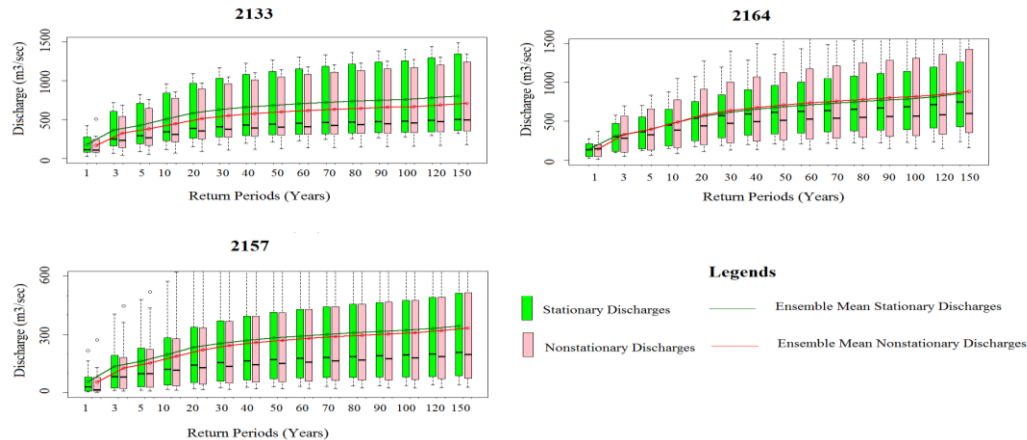 2133
Discharge (m3/sec)
1500
1000
500
0
1 3 5 10 20 30 40 50 60 70 80 90 100 120 150
Return Periods (Years)
2164
Discharge (m3/sec)
1500
1000
500
0
1 3 5 10 20 30 40 50 60 70 80 90 100 120 150
Return Periods (Years)
2157
Discharge (m3/sec)
600
300
0
1 3 5 10 20 30 40 50 60 70 80 90 100 120 150
Return Periods (Years)
Legends
Stationary Discharges
Ensemble Mean Stationary Discharges
Nonstationary Discharges
Ensemble Mean Nonstationary Discharges